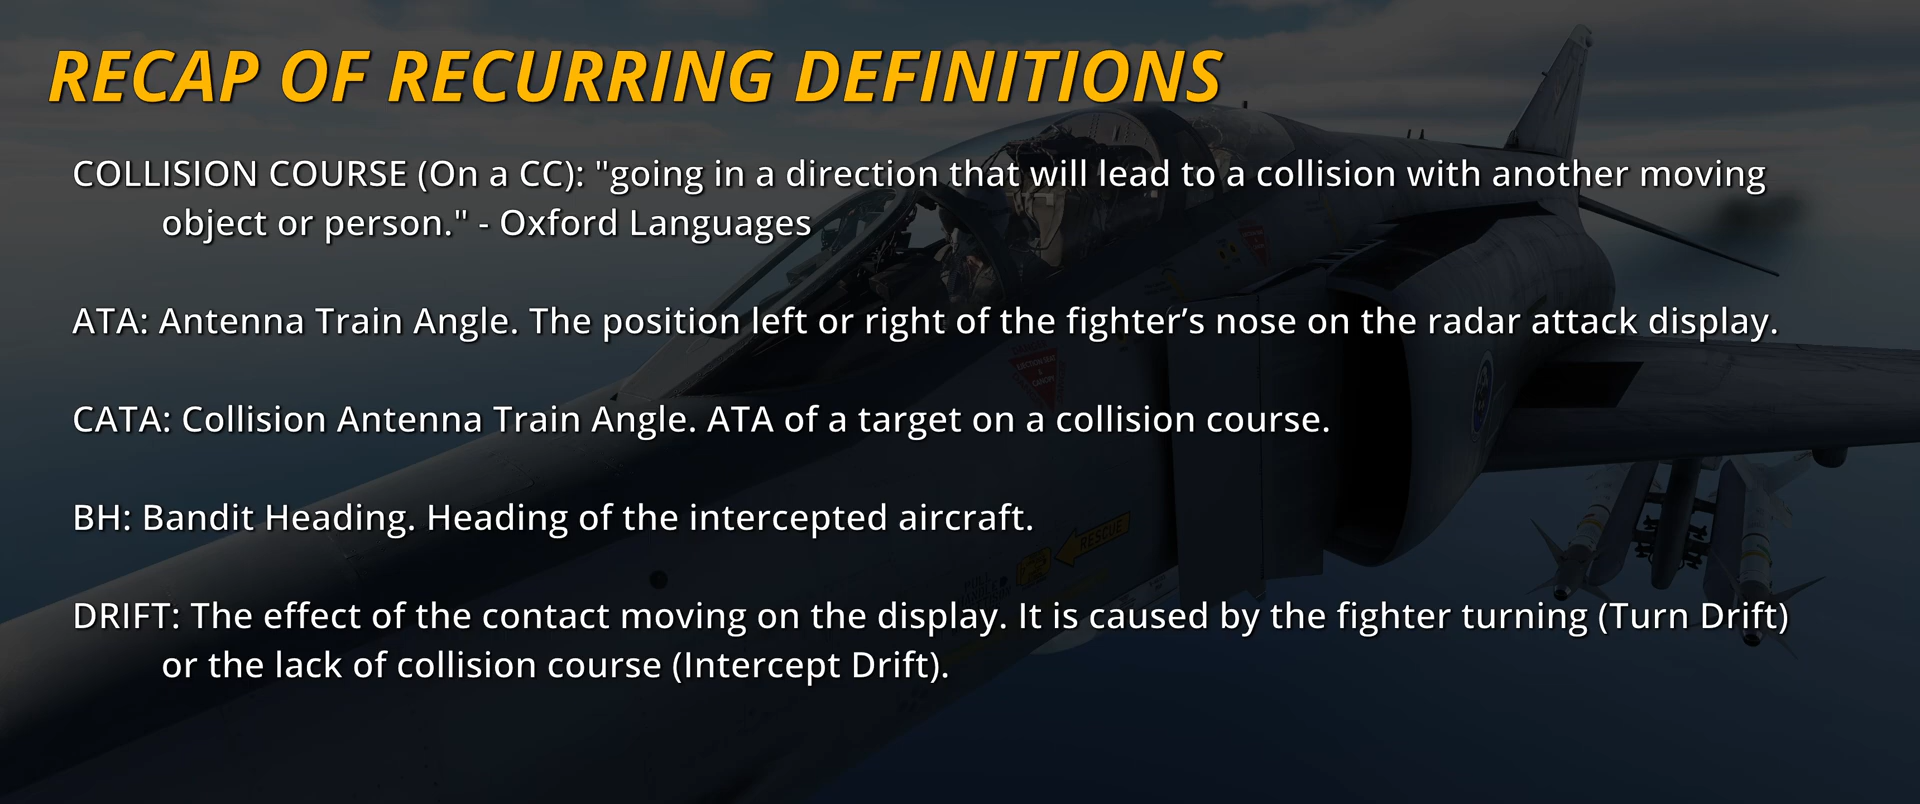 RECAP OF RECURRING DEFINITIONS
COLLISION COURSE (On a CC): "going in a direction that will lead to a collision with another moving
object or person." - Oxford Languages
ATA: Antenna Train Angle. The position left or right of the fighter’s nose on the radar attack display.
CATA: Collision Antenna Train Angle. ATA of a target on a collision course.
BH: Bandit Heading. Heading of the intercepted aircraft.
RESCUE
DRIFT: The effect of the contact moving on the display. It is caused by the fighter turning (Turn Drift)
or the lack of collision course (Intercept Drift).